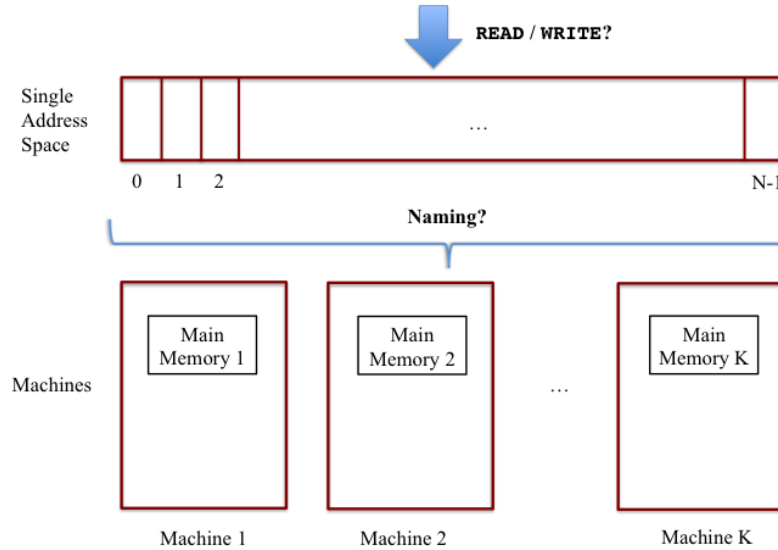 READ / WRITE?
Single
Address
Space
…
0 1 2 N-1
Naming?
Main
Memory 1
Main
Memory 2
Main
Memory K
Machines
…
Machine 1 Machine 2 Machine K